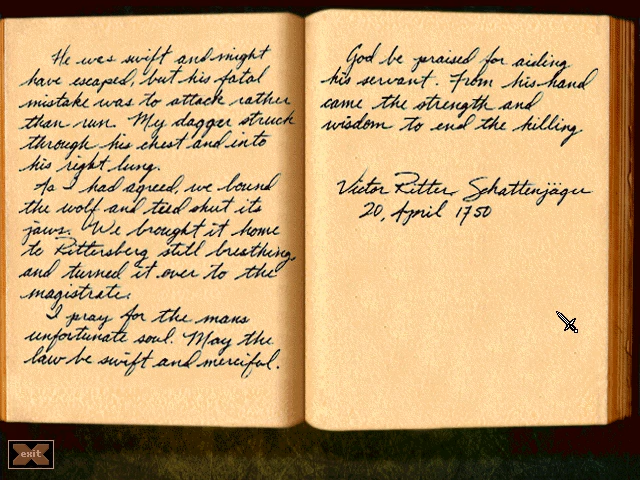 He was swift and might
have escaped, but his fatal
mistake was to attack rather
than run. My dagger struck
through his chest and into
his right lung.
As I had agreed, we bound
the wolf and tied shut its
jaws. We brought it home
to Rittersberg still breathing,
and turned it over to the
magistrate.
I pray for the mans
unfortunate soul. May the
law be swift and merciful.
God be praised for aiding
his servant. From his hand
came the strength and
wisdom to end the killing.
Victor Ritter, Schattenjäger
20, April 1750
exit